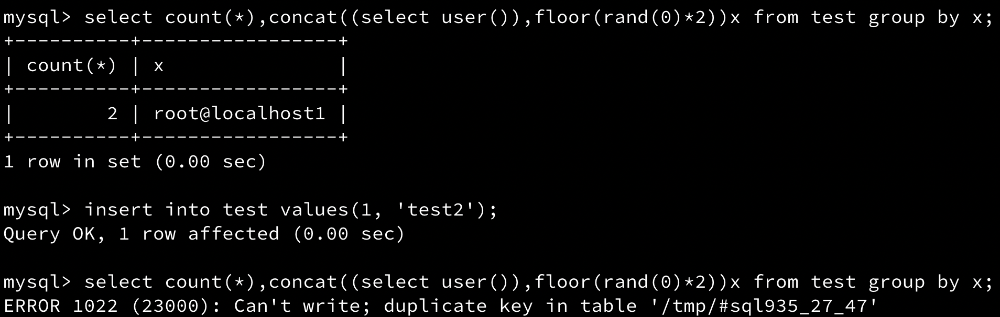 mysql> select count(*),concat((select user()),floor(rand(0)*2))x from test group by x;
+----------+----------------+
| count(*) | x              |
+----------+----------------+
|        2 | root@localhost1 |
+----------+----------------+
1 row in set (0.00 sec)
mysql> insert into test values(1, 'test2');
Query OK, 1 row affected (0.00 sec)
mysql> select count(*),concat((select user()),floor(rand(0)*2))x from test group by x;
ERROR 1022 (23000): Can't write; duplicate key in table '/tmp/#sql935_27_47'